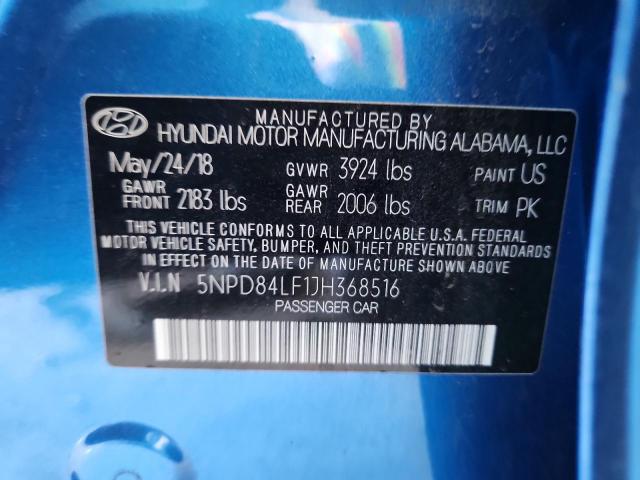 MANUFACTURED BY
HYUNDAI MOTOR MANUFACTURING ALABAMA, LLC
May/24/18 GVWR 3924 lbs PAINT US
GAWR FRONT 2183 lbs GAWR REAR 2006 lbs TRIM PK
THIS VEHICLE CONFORMS TO ALL APPLICABLE U.S.A. FEDERAL
MOTOR VEHICLE SAFETY, BUMPER, AND THEFT PREVENTION STANDARDS
IN EFFECT ON THE DATE OF MANUFACTURE SHOWN ABOVE.
V.I.N 5NPD84LF1JH368516
PASSENGER CAR